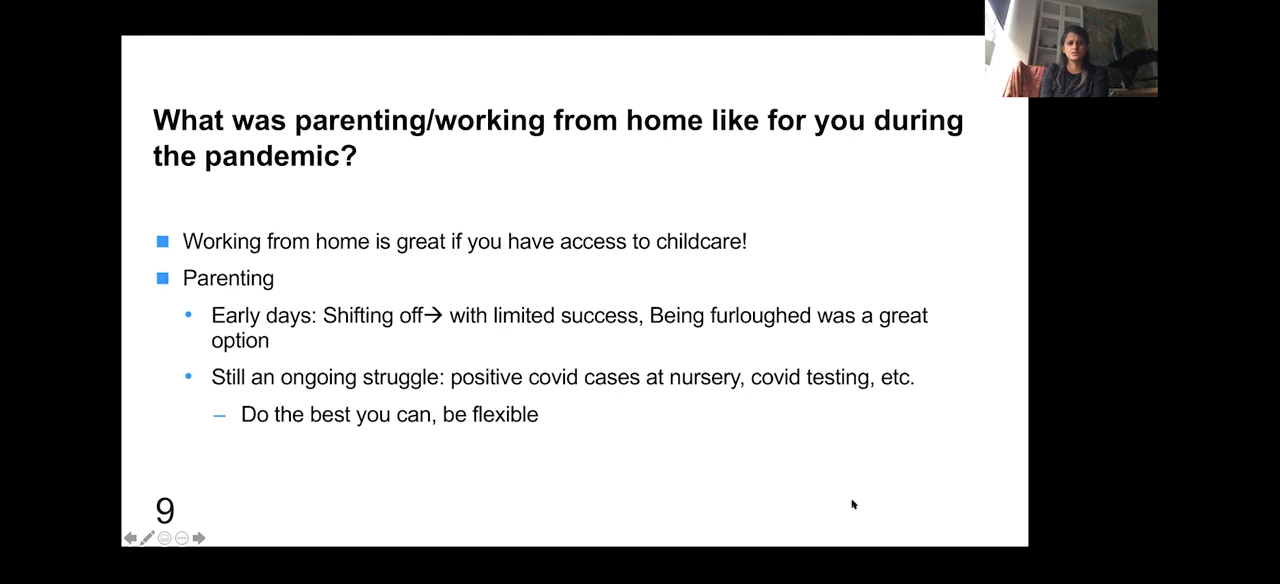 What was parenting/working from home like for you during
the pandemic?
Working from home is great if you have access to childcare!
Parenting
Early days: Shifting off→ with limited success, Being furloughed was a great
option
Still an ongoing struggle: positive covid cases at nursery, covid testing, etc.
– Do the best you can, be flexible
9